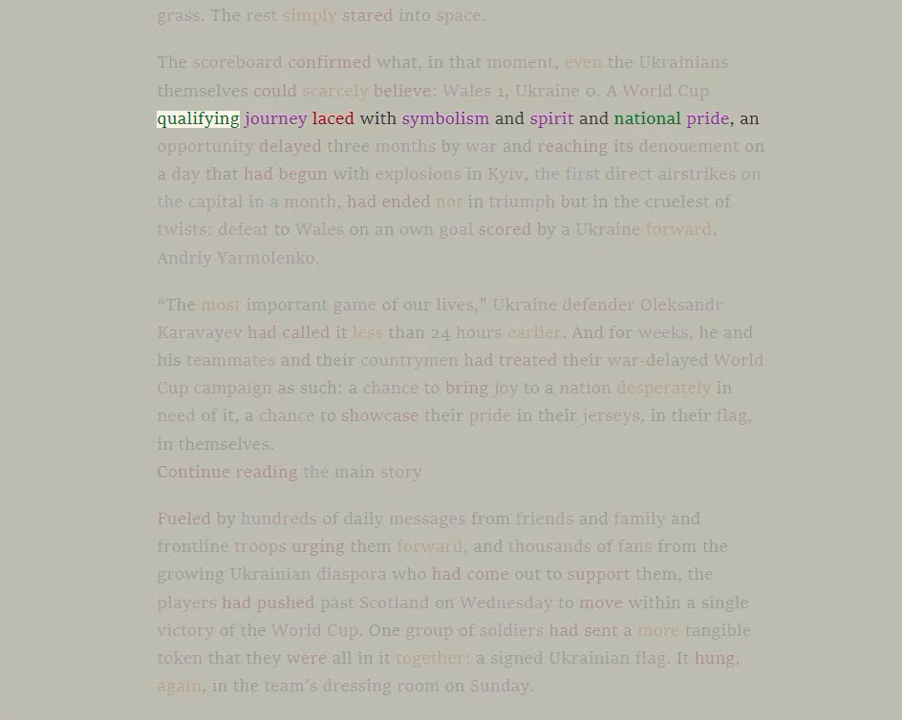 grass. The rest simply stared into space.
The scoreboard confirmed what, in that moment, even the Ukrainians
themselves could scarcely believe: Wales 1, Ukraine 0. A World Cup
qualifying journey laced with symbolism and spirit and national pride, an
opportunity delayed three months by war and reaching its denouement on
a day that had begun with explosions in Kyiv, the first direct airstrikes on
the capital in a month, had ended not in triumph but in the cruelest of
twists: defeat to Wales on an own goal scored by a Ukraine forward,
Andriy Yarmolenko.
“The most important game of our lives,” Ukraine defender Oleksandr
Karavayev had called it less than 24 hours earlier. And for weeks, he and
his teammates and their countrymen had treated their war-delayed World
Cup campaign as such: a chance to bring joy to a nation desperately in
need of it, a chance to showcase their pride in their jerseys, in their flag,
in themselves.
Continue reading the main story
Fueled by hundreds of daily messages from friends and family and
frontline troops urging them forward, and thousands of fans from the
growing Ukrainian diaspora who had come out to support them, the
players had pushed past Scotland on Wednesday to move within a single
victory of the World Cup. One group of soldiers had sent a more tangible
token that they were all in it together: a signed Ukrainian flag. It hung,
again, in the team’s dressing room on Sunday.